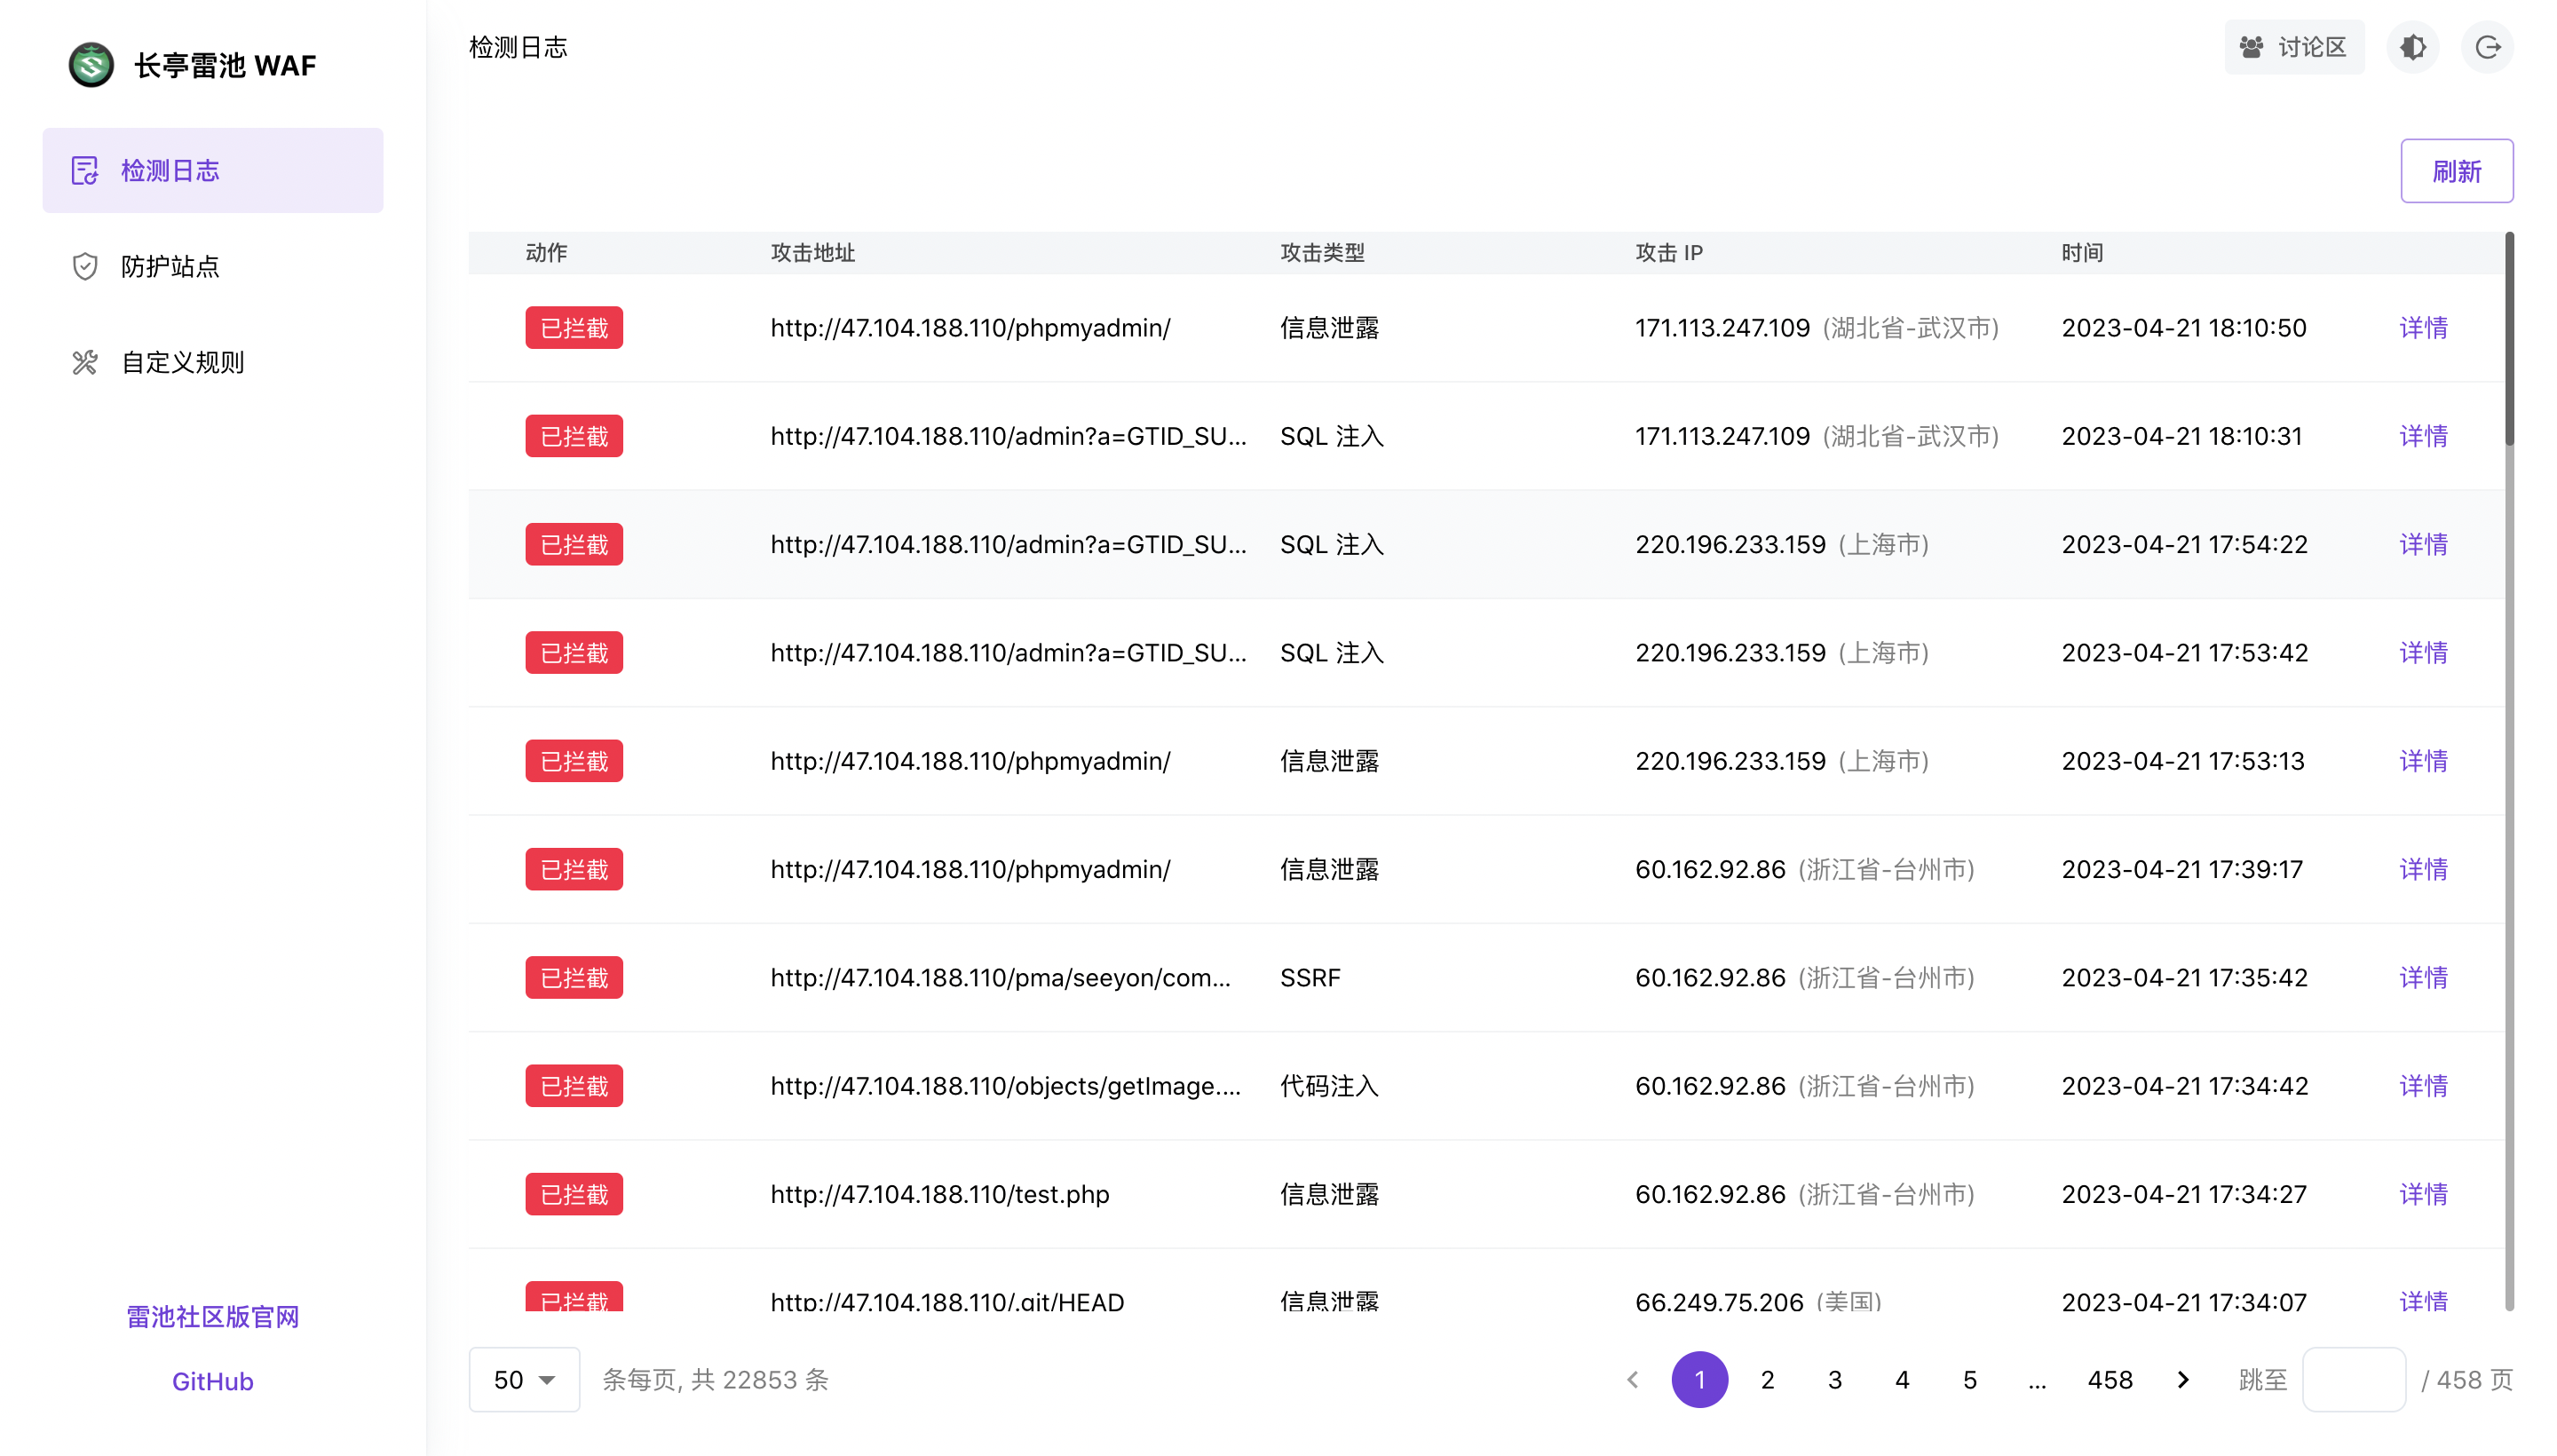 长亭雷池 WAF
检测日志
防护站点
自定义规则
雷池社区版官网
GitHub
检测日志
讨论区
刷新
动作 攻击地址 攻击类型 攻击 IP 时间
已拦截 http://47.104.188.110/phpmyadmin/ 信息泄露 171.113.247.109 (湖北省-武汉市) 2023-04-21 18:10:50 详情
已拦截 http://47.104.188.110/admin?a=GTID_SU... SQL 注入 171.113.247.109 (湖北省-武汉市) 2023-04-21 18:10:31 详情
已拦截 http://47.104.188.110/admin?a=GTID_SU... SQL 注入 220.196.233.159 (上海市) 2023-04-21 17:54:22 详情
已拦截 http://47.104.188.110/admin?a=GTID_SU... SQL 注入 220.196.233.159 (上海市) 2023-04-21 17:53:42 详情
已拦截 http://47.104.188.110/phpmyadmin/ 信息泄露 220.196.233.159 (上海市) 2023-04-21 17:53:13 详情
已拦截 http://47.104.188.110/phpmyadmin/ 信息泄露 60.162.92.86 (浙江省-台州市) 2023-04-21 17:39:17 详情
已拦截 http://47.104.188.110/pma/seeyon/com... SSRF 60.162.92.86 (浙江省-台州市) 2023-04-21 17:35:42 详情
已拦截 http://47.104.188.110/objects/getImage.... 代码注入 60.162.92.86 (浙江省-台州市) 2023-04-21 17:34:42 详情
已拦截 http://47.104.188.110/test.php 信息泄露 60.162.92.86 (浙江省-台州市) 2023-04-21 17:34:27 详情
已拦截 http://47.104.188.110/.git/HEAD 信息泄露 66.249.75.206 (美国) 2023-04-21 17:34:07 详情
50 条每页, 共 22853 条 1 2 3 4 5 ... 458 跳至 / 458 页